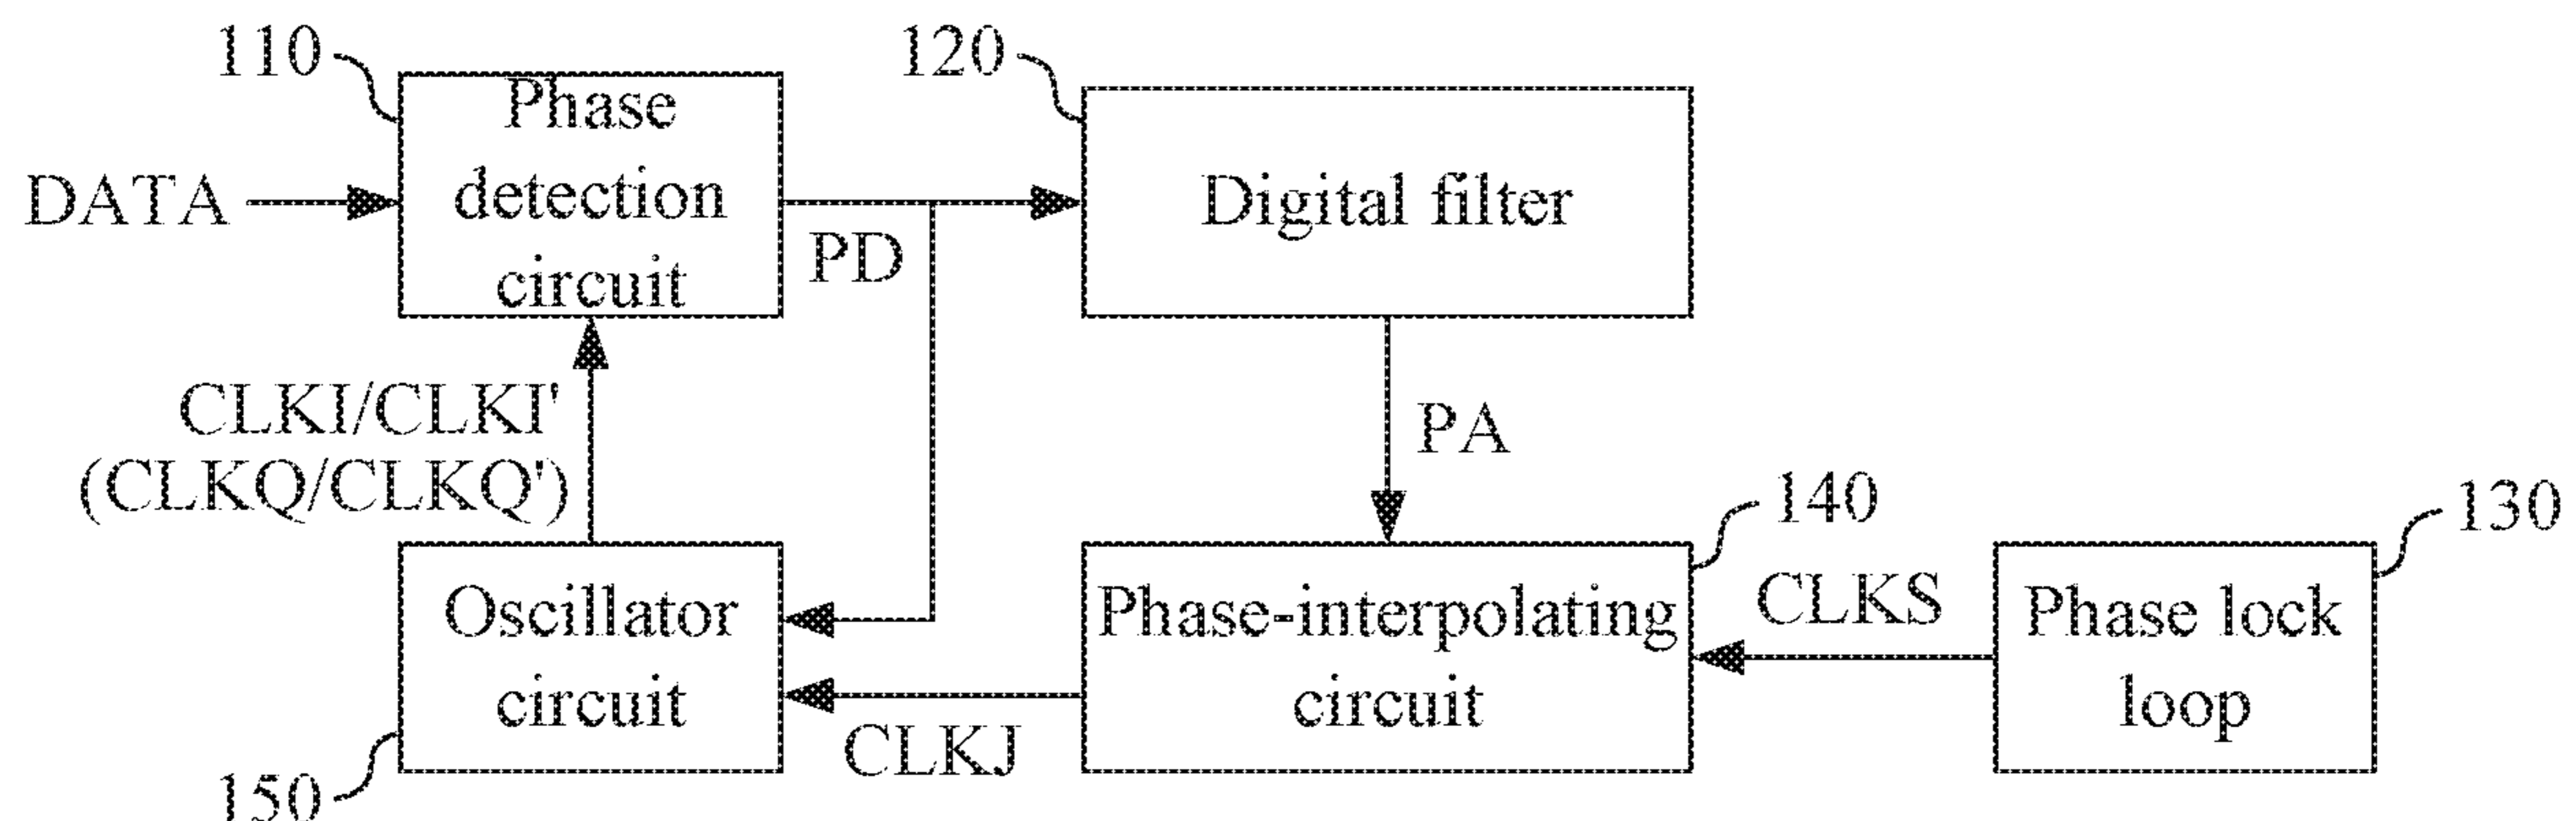 110
120
Phase
detection
circuit
DATA
PD
Digital filter
CLKI/CLKI'
(CLKQ/CLKQ')
PA
140
130
Oscillator
circuit
Phase-interpolating
circuit
CLKS
Phase lock
loop
CLKJ
150